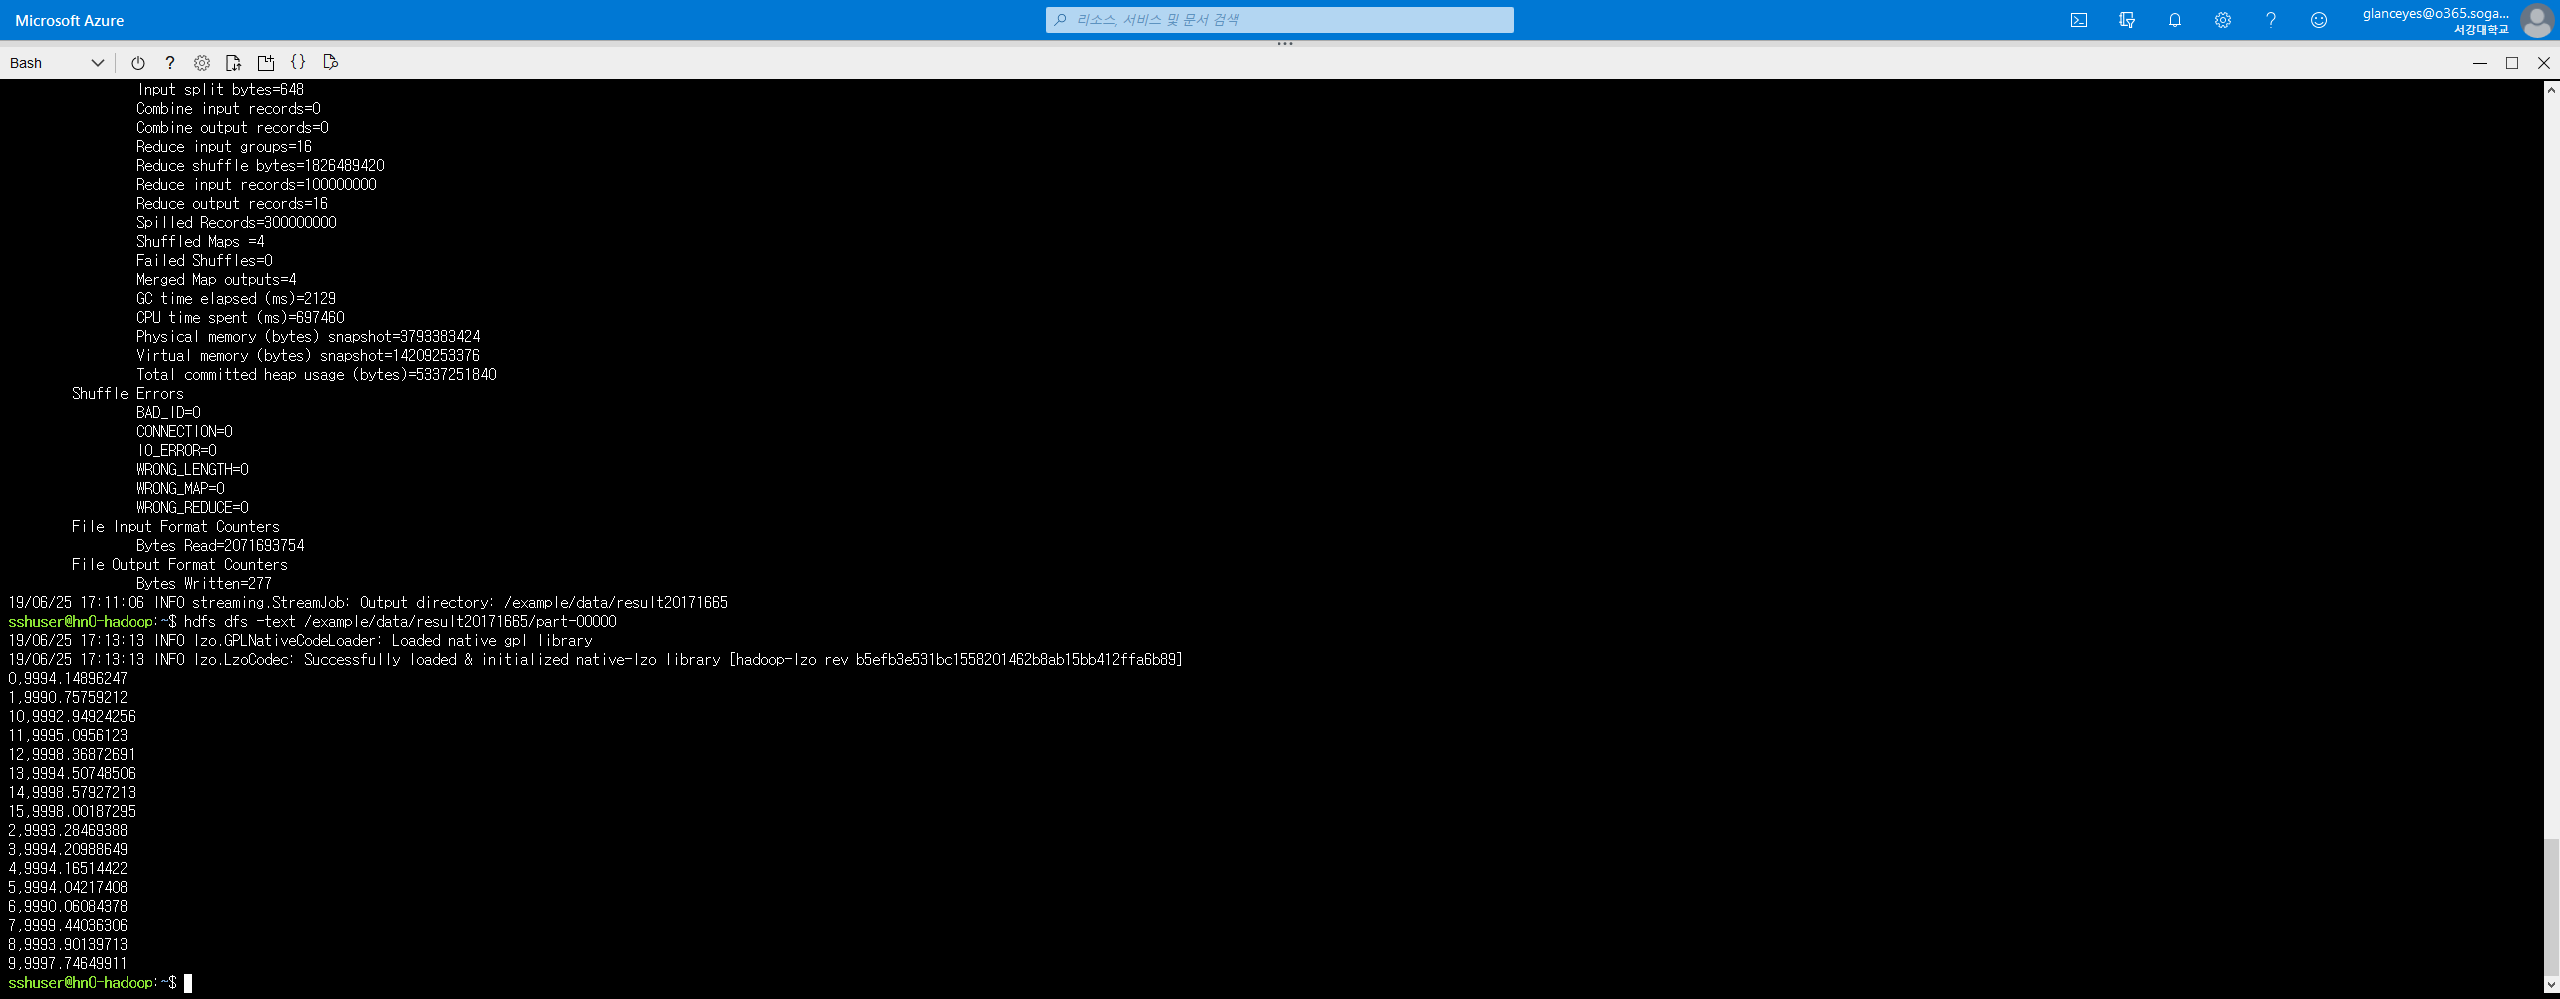 Microsoft Azure
리소스, 서비스 및 문서 검색
glanceyes@o365.soga...
서강대학교
Bash
Input split bytes=648
Combine input records=0
Combine output records=0
Reduce input groups=16
Reduce shuffle bytes=1826489420
Reduce input records=100000000
Reduce output records=16
Spilled Records=300000000
Shuffled Maps =4
Failed Shuffles=0
Merged Map outputs=4
GC time elapsed (ms)=2129
CPU time spent (ms)=697460
Physical memory (bytes) snapshot=3793383424
Virtual memory (bytes) snapshot=14209253376
Total committed heap usage (bytes)=5337251840
Shuffle Errors
BAD_ID=0
CONNECTION=0
IO_ERROR=0
WRONG_LENGTH=0
WRONG_MAP=0
WRONG_REDUCE=0
File Input Format Counters
Bytes Read=2071693754
File Output Format Counters
Bytes Written=277
19/06/25 17:11:06 INFO streaming.StreamJob: Output directory: /example/data/result20171665
sshuser@hn0-hadoop:~$ hdfs dfs -text /example/data/result20171665/part-00000
19/06/25 17:13:13 INFO lzo.GPLNativeCodeLoader: Loaded native gpl library
19/06/25 17:13:13 INFO lzo.LzoCodec: Successfully loaded & initialized native-lzo library [hadoop-lzo rev b5efb3e531bc1558201462b8ab15bb412ffa6b89]
0,9994.14896247
1,9990.75759212
10,9992.94924256
11,9995.0956123
12,9998.36872691
13,9994.50748506
14,9998.57927213
15,9998.00187295
2,9993.28469388
3,9994.20988649
4,9994.16514422
5,9994.04217408
6,9990.06084378
7,9999.44036306
8,9993.90139713
9,9997.74649911
sshuser@hn0-hadoop:~$